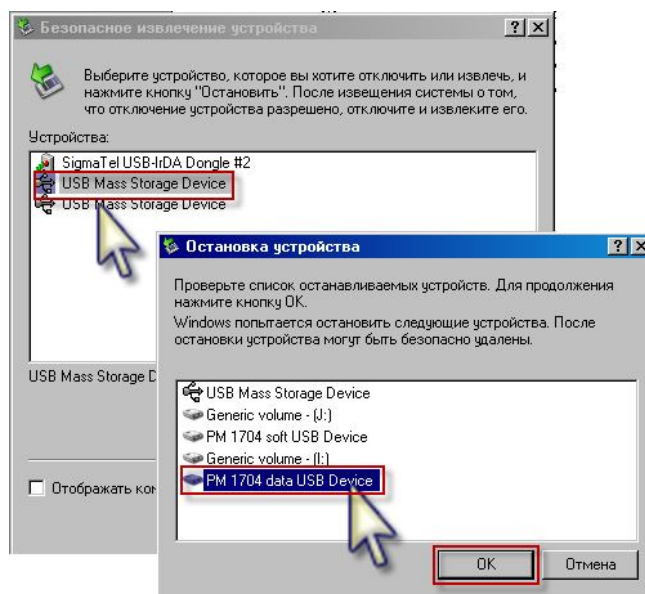 Безопасное извлечение устройства
Выберите устройство, которое вы хотите отключить или извлечь, и
нажмите кнопку "Остановить". После извещения системы о том,
что отключение устройства разрешено, отключите и извлеките его.
Устройства:
SigmaTel USB-IrDA Dongle #2
USB Mass Storage Device
USB Mass Storage Device
USB Mass Storage D
Отображать ком
Остановка устройства
Проверьте список останавливаемых устройств. Для продолжения
нажмите кнопку OK.
Windows попытается остановить следующие устройства. После
остановки устройства могут быть безопасно удалены.
USB Mass Storage Device
Generic volume - (J:)
PM 1704 soft USB Device
Generic volume - (I:)
PM 1704 data USB Device
OK
Отмена